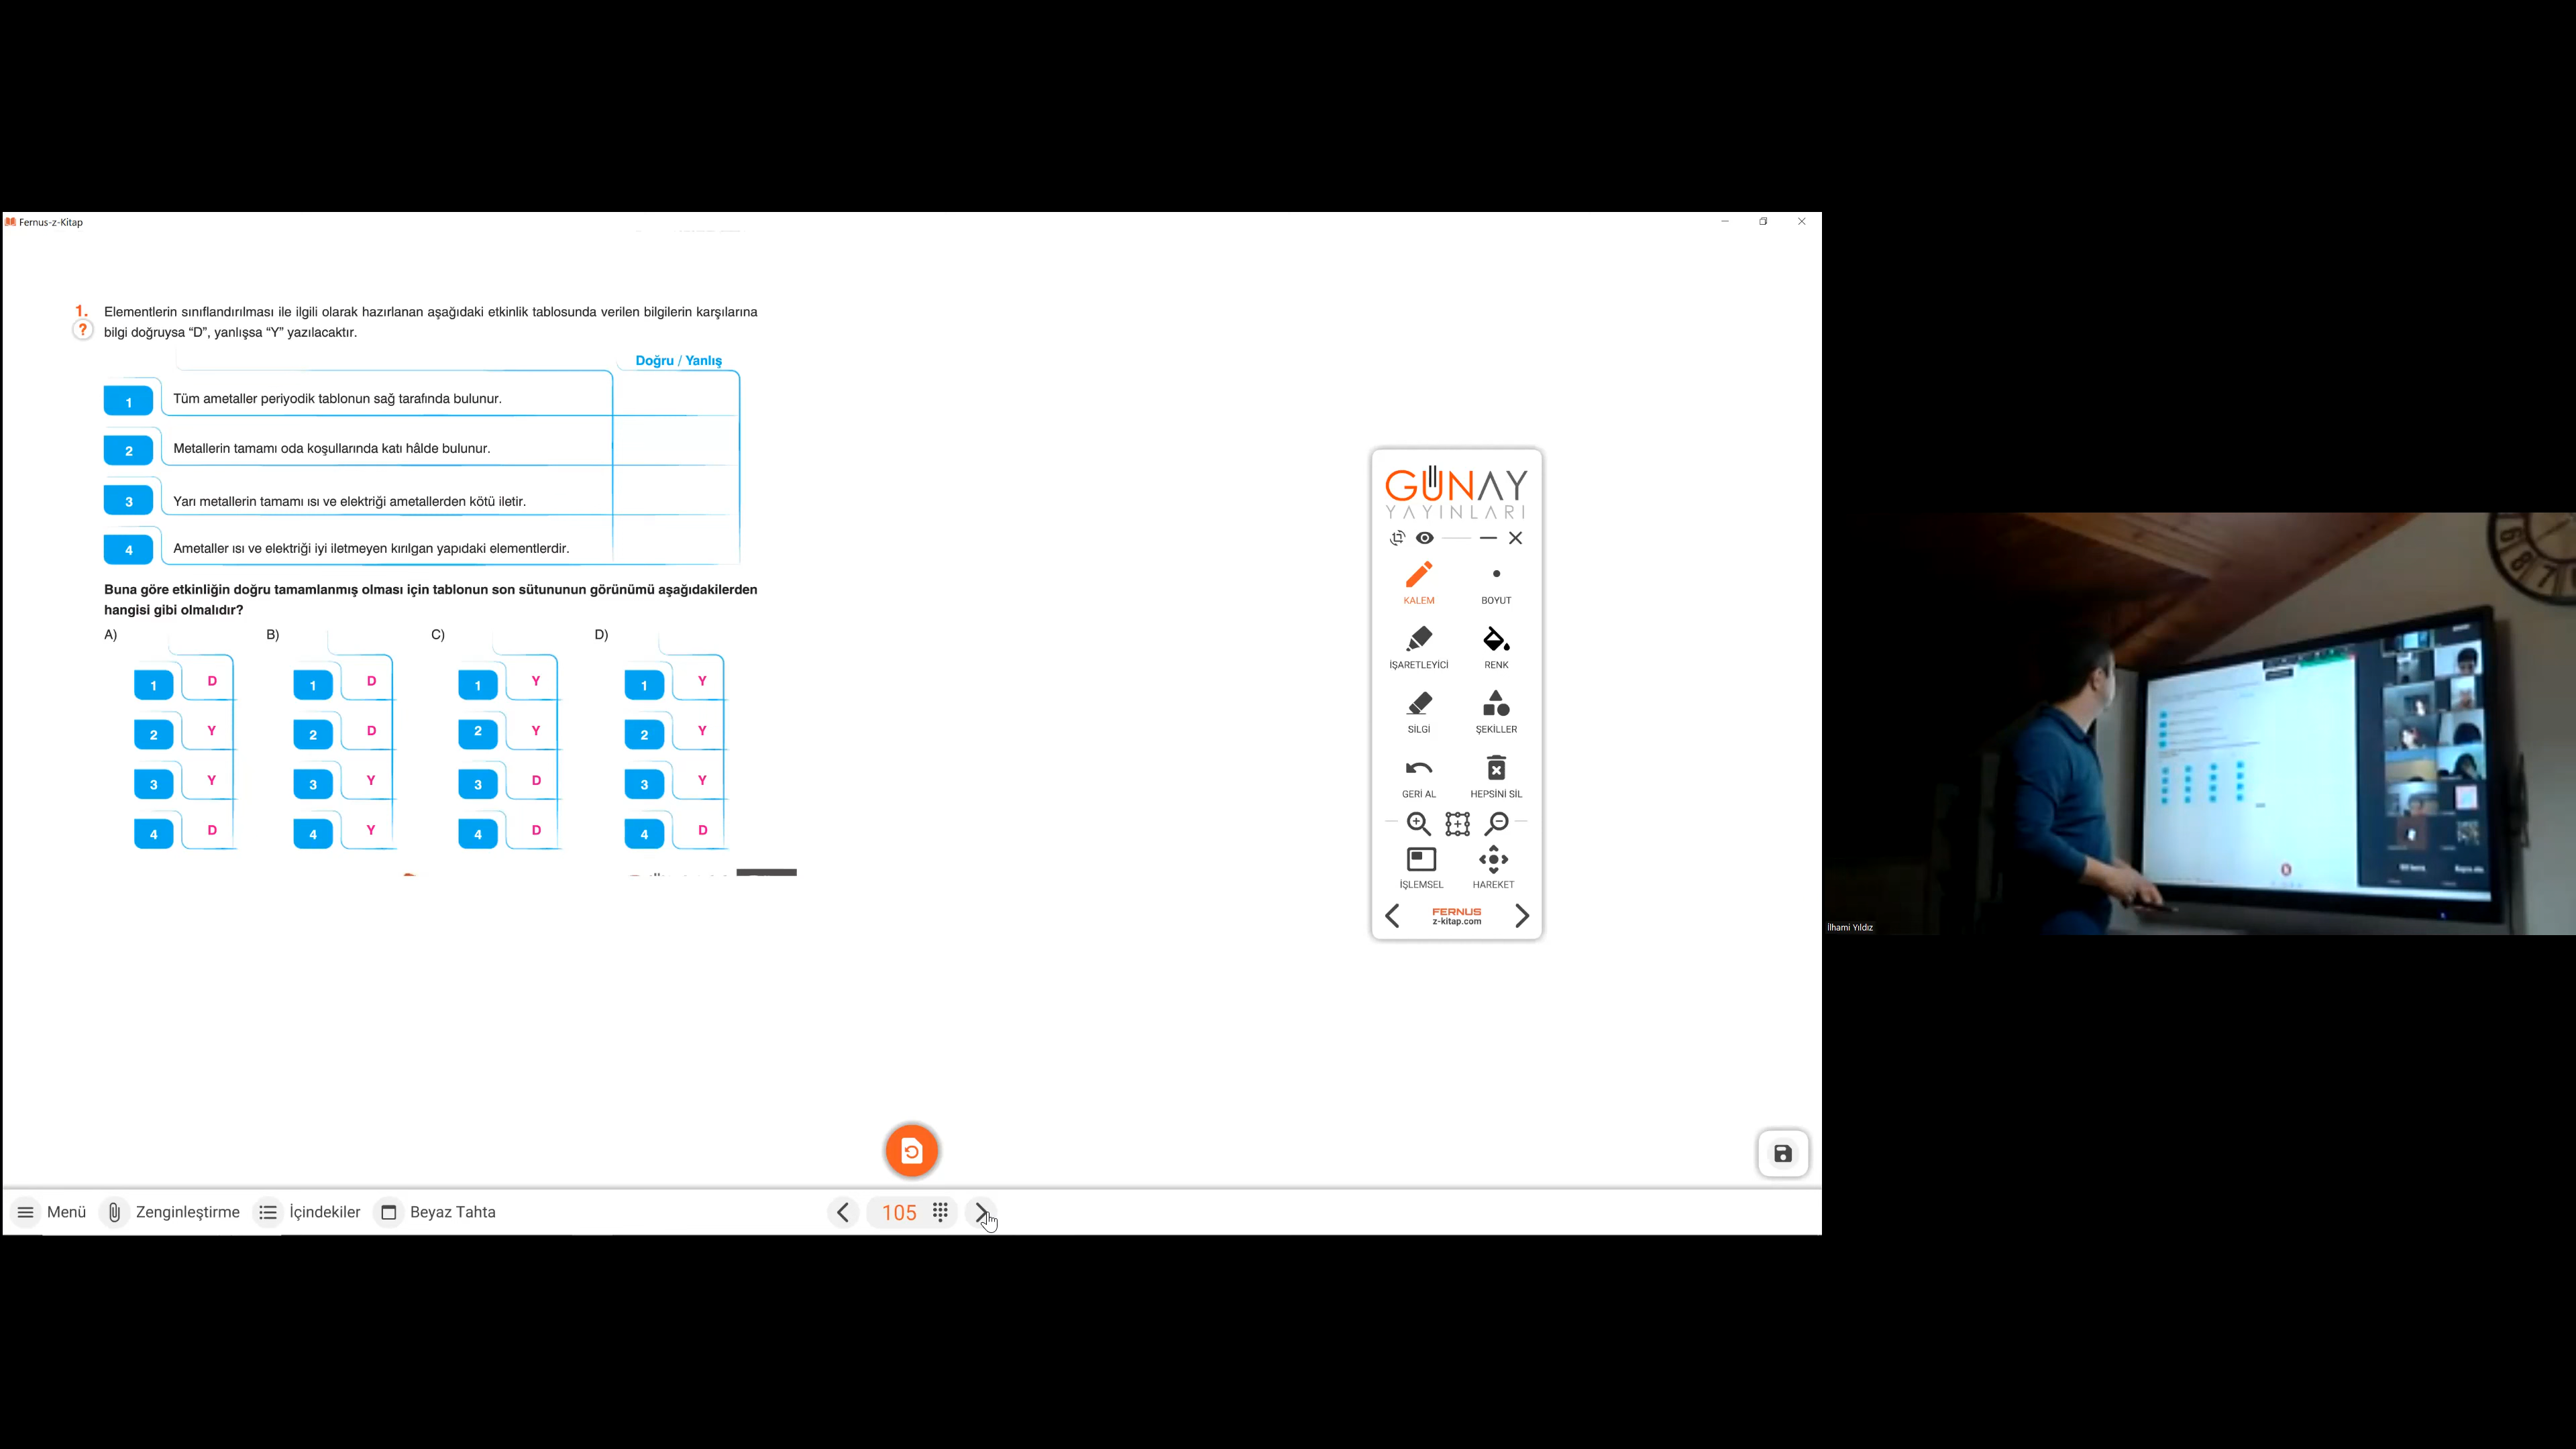 Fernus-z-Kitap
1. Elementlerin sınıflandırılması ile ilgili olarak hazırlanan aşağıdaki etkinlik tablosunda verilen bilgilerin karşılarına
? bilgi doğruysa “D”, yanlışsa “Y” yazılacaktır.
Doğru / Yanlış
1 Tüm ametaller periyodik tablonun sağ tarafında bulunur.
2 Metallerin tamamı oda koşullarında katı hâlde bulunur.
3 Yarı metallerin tamamı ısı ve elektriği ametallerden kötü iletir.
4 Ametaller ısı ve elektriği iyi iletmeyen kırılgan yapıdaki elementlerdir.
Buna göre etkinliğin doğru tamamlanmış olması için tablonun son sütununun görünümü aşağıdakilerden
hangisi gibi olmalıdır?
A) B) C) D)
1 D 1 D 1 Y 1 Y
2 Y 2 D 2 Y 2 Y
3 Y 3 Y 3 D 3 Y
4 D 4 Y 4 D 4 D
GÜNAY
YAYINLARI
KALEM BOYUT
İŞARETLEYİCİ RENK
SİLGİ ŞEKİLLER
GERİ AL HEPSİNİ SİL
İŞLEMSEL HAREKET
FERNUS
z-kitap.com
İlhami Yıldız
Menü Zenginleştirme İçindekiler Beyaz Tahta 105